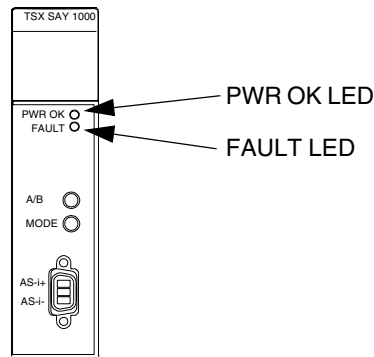 TSX SAY 1000
PWR OK
FAULT
PWR OK LED
FAULT LED
A/B
MODE
AS-i+
AS-i-